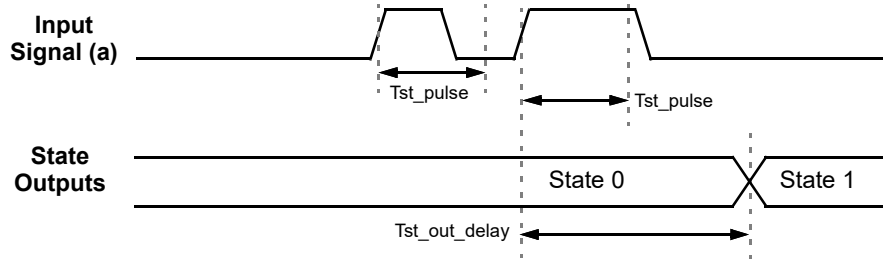 Input
Signal (a)
Tst_pulse
Tst_pulse
State
Outputs
State 0
State 1
Tst_out_delay